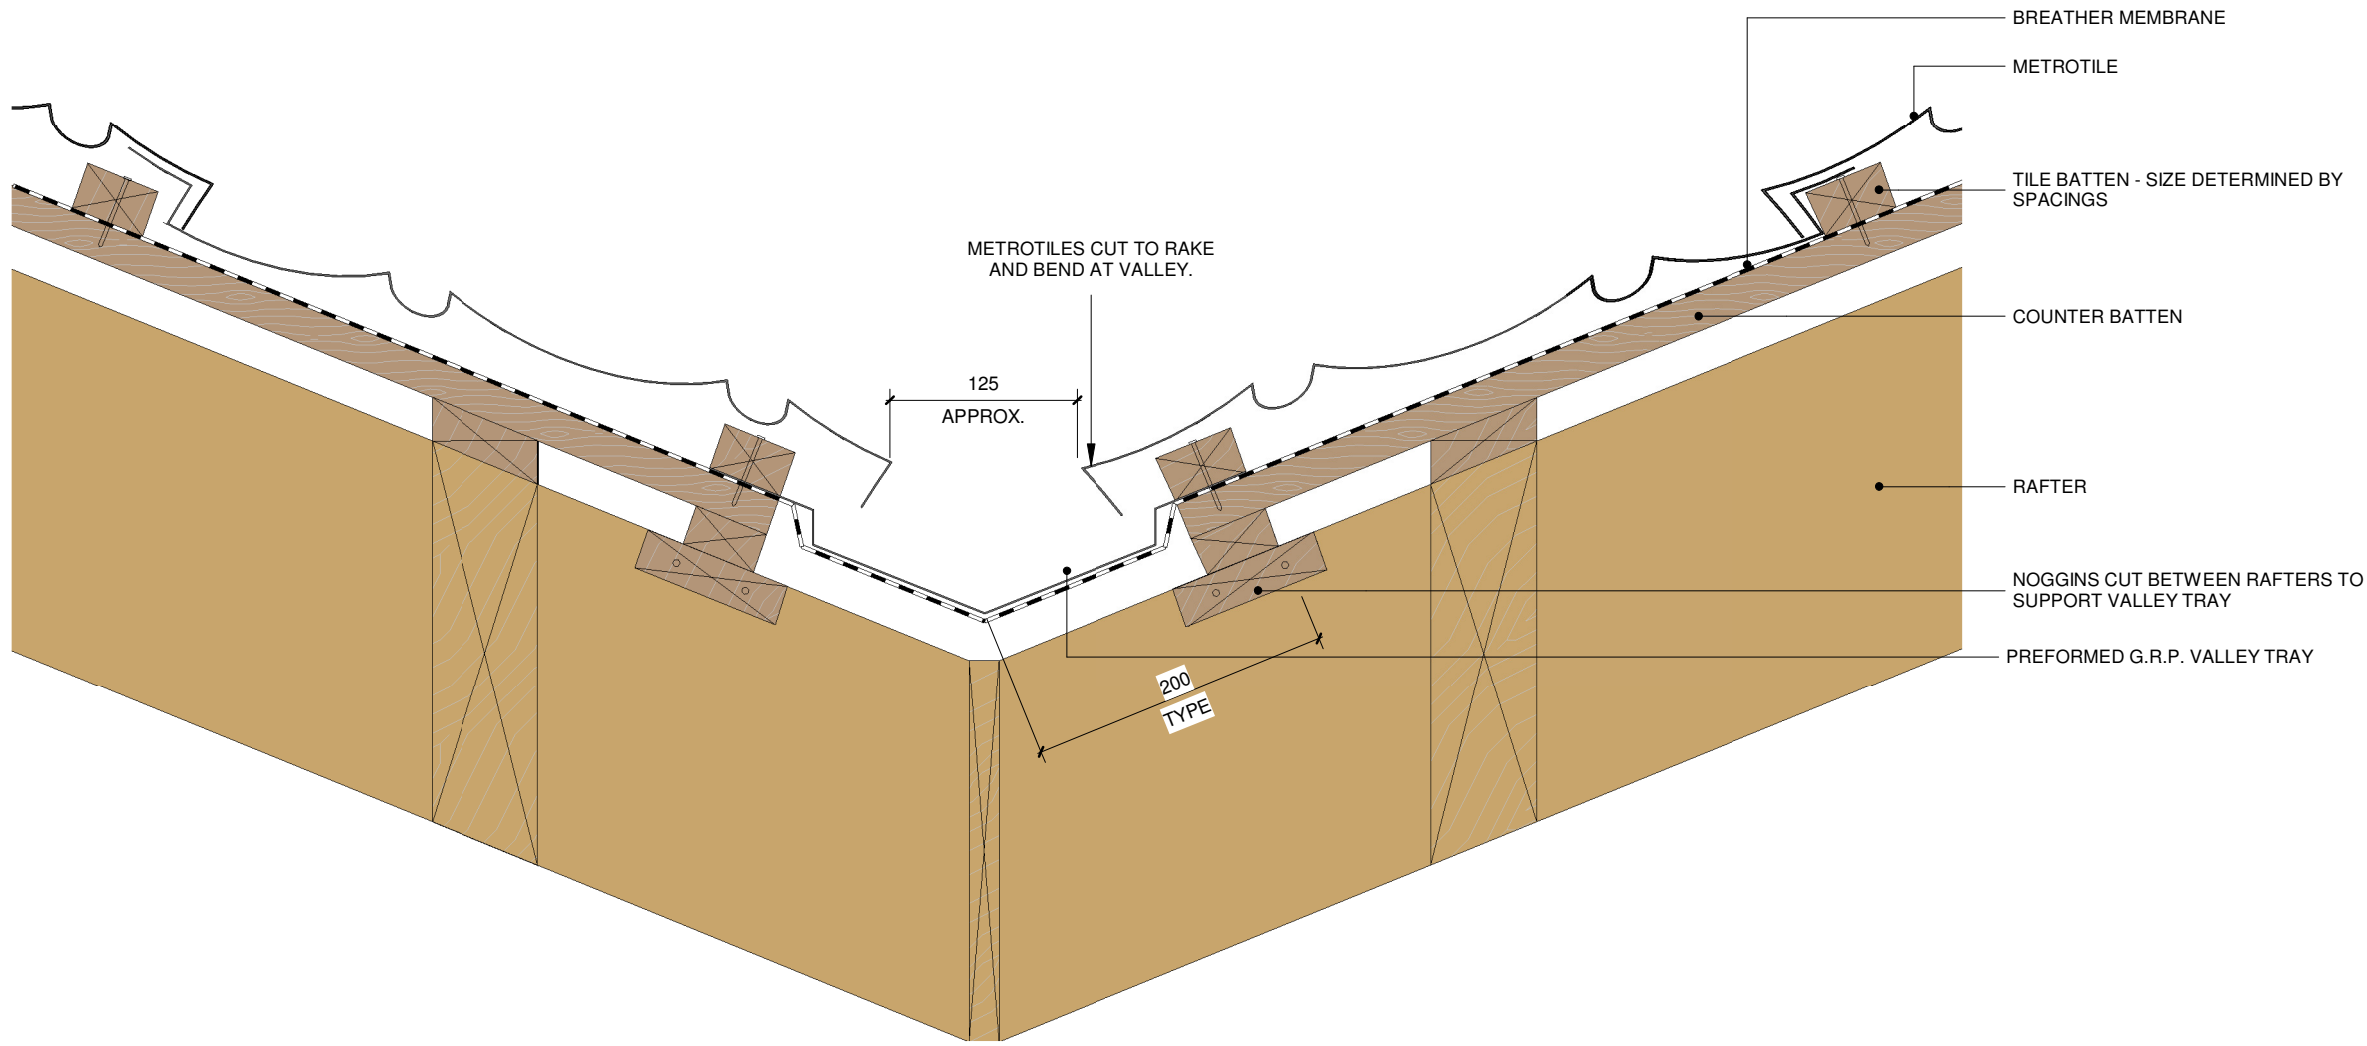 BREATHER MEMBRANE
METROTILE
TILE BATTEN - SIZE DETERMINED BY
SPACINGS
METROTILES CUT TO RAKE
AND BEND AT VALLEY.
COUNTER BATTEN
125
APPROX.
RAFTER
NOGGINS CUT BETWEEN RAFTERS TO
SUPPORT VALLEY TRAY
PREFORMED G.R.P. VALLEY TRAY
200
TYPE